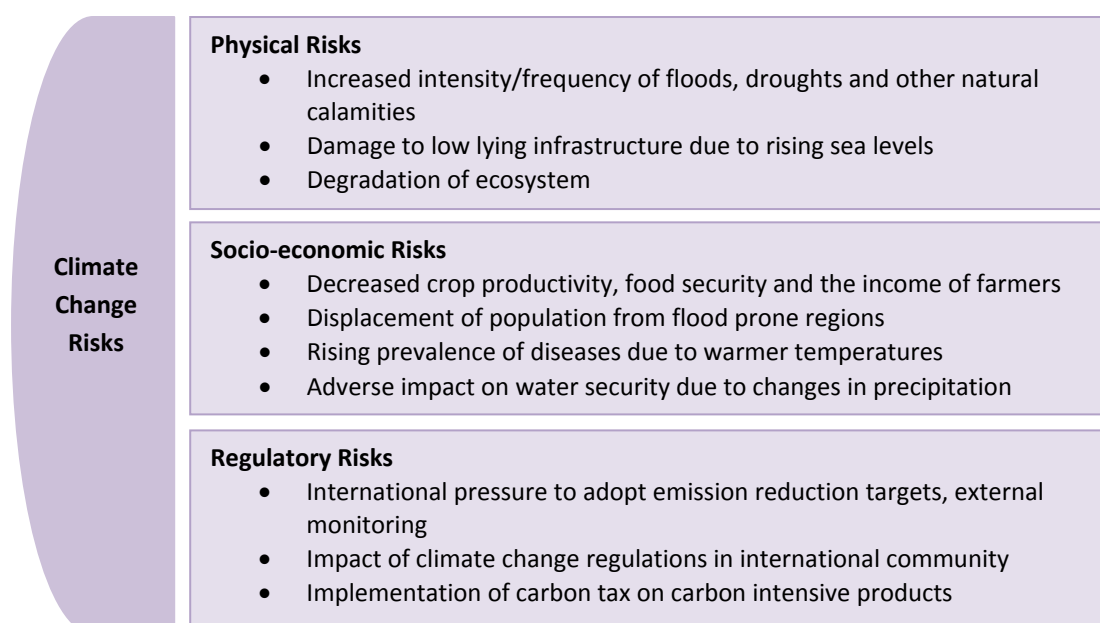 Climate
Change
Risks
Physical Risks
• Increased intensity/frequency of floods, droughts and other natural
calamities
• Damage to low lying infrastructure due to rising sea levels
• Degradation of ecosystem
Socio-economic Risks
• Decreased crop productivity, food security and the income of farmers
• Displacement of population from flood prone regions
• Rising prevalence of diseases due to warmer temperatures
• Adverse impact on water security due to changes in precipitation
Regulatory Risks
• International pressure to adopt emission reduction targets, external
monitoring
• Impact of climate change regulations in international community
• Implementation of carbon tax on carbon intensive products